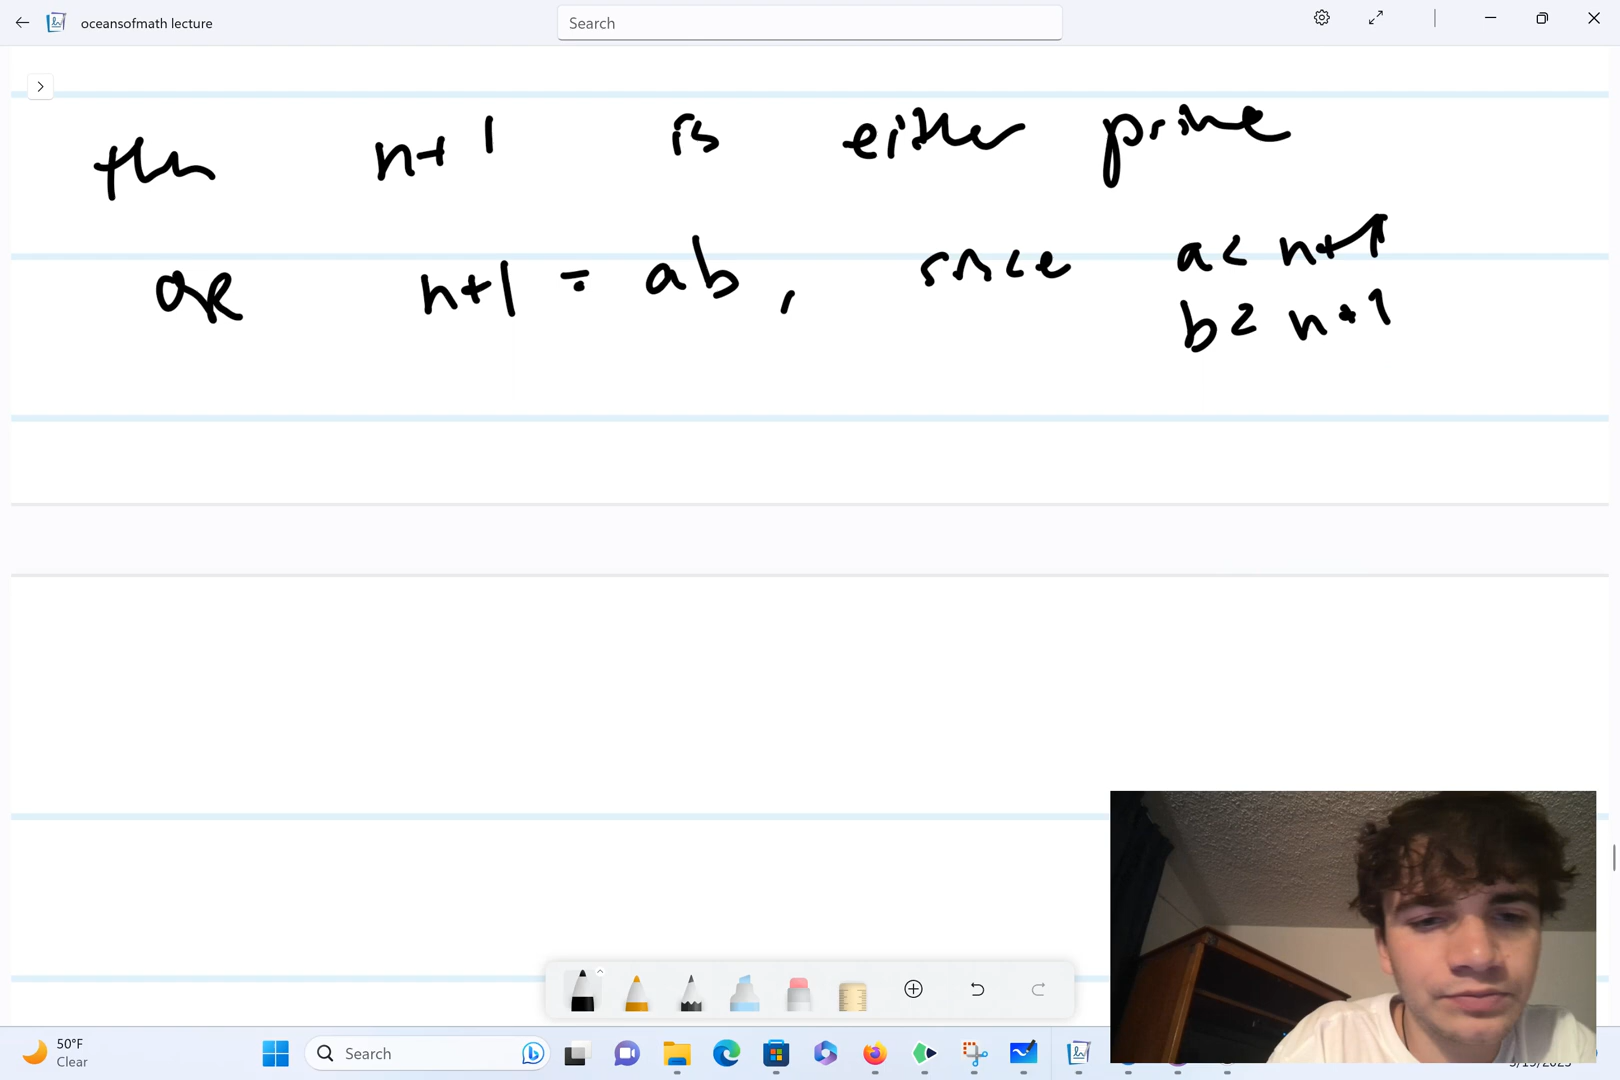 oceansofmath lecture
Search
then n+1 is either prime
or n+1 = ab, since a < n+1
b < n+1
50°F
Clear
Search